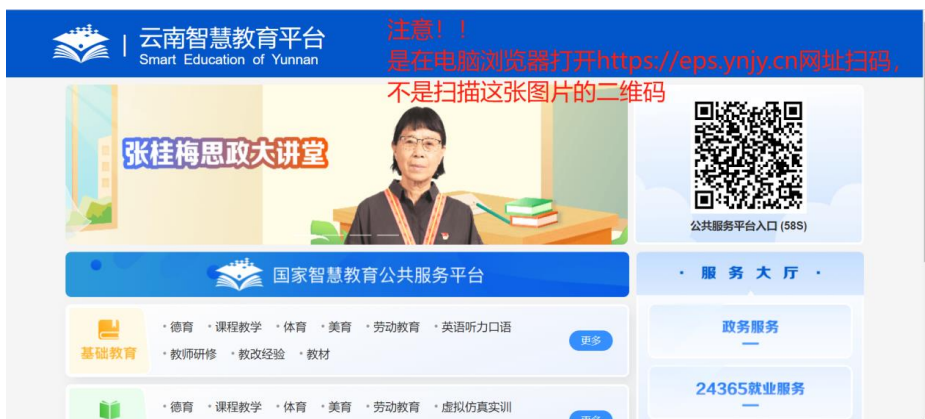 云南智慧教育平台
Smart Education of Yunnan
注意！！
是在电脑浏览器打开https://eps.ynjy.cn网址扫码，
不是扫描这张图片的二维码
张桂梅思政大讲堂
公共服务平台入口 (58S)
国家智慧教育公共服务平台
· 服 务 大 厅 ·
基础教育
·德育 ·课程教学 ·体育 ·美育 ·劳动教育 ·英语听力口语
·教师研修 ·教改经验 ·教材
更多
政务服务
24365就业服务
·德育 ·课程教学 ·体育 ·美育 ·劳动教育 ·虚拟仿真实训
更多